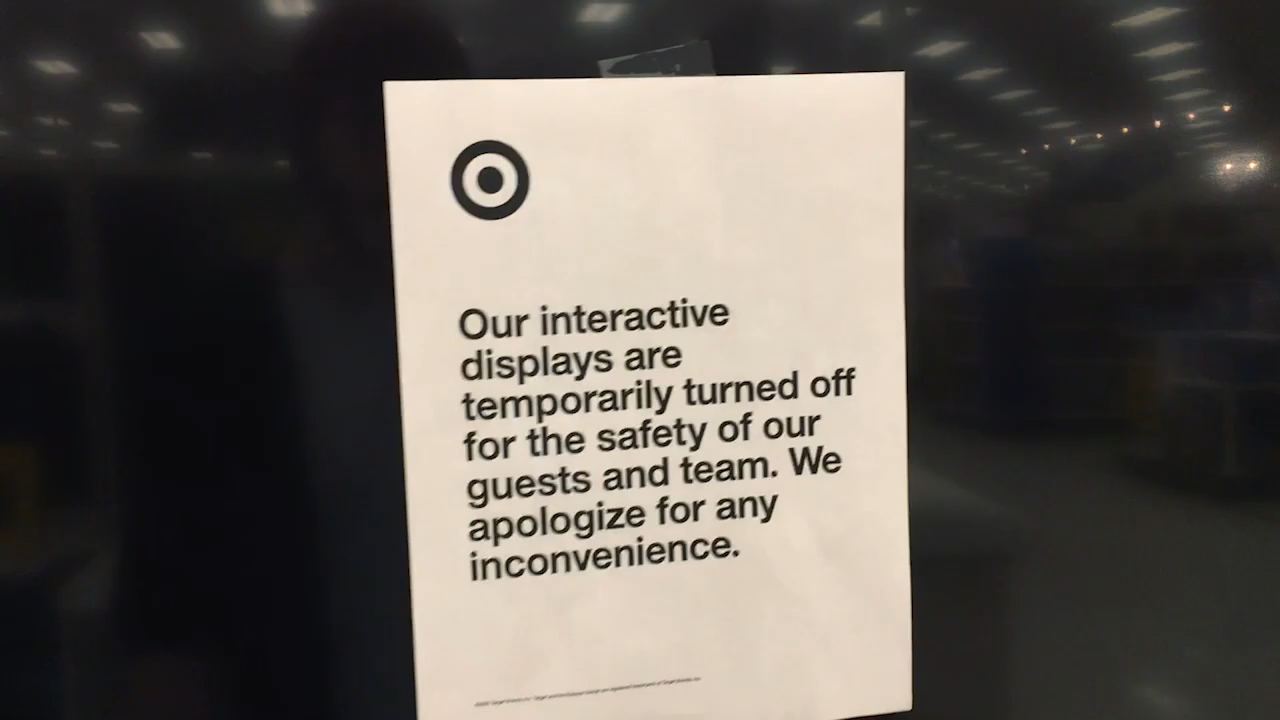 Our interactive
displays are
temporarily turned off
for the safety of our
guests and team. We
apologize for any
inconvenience.